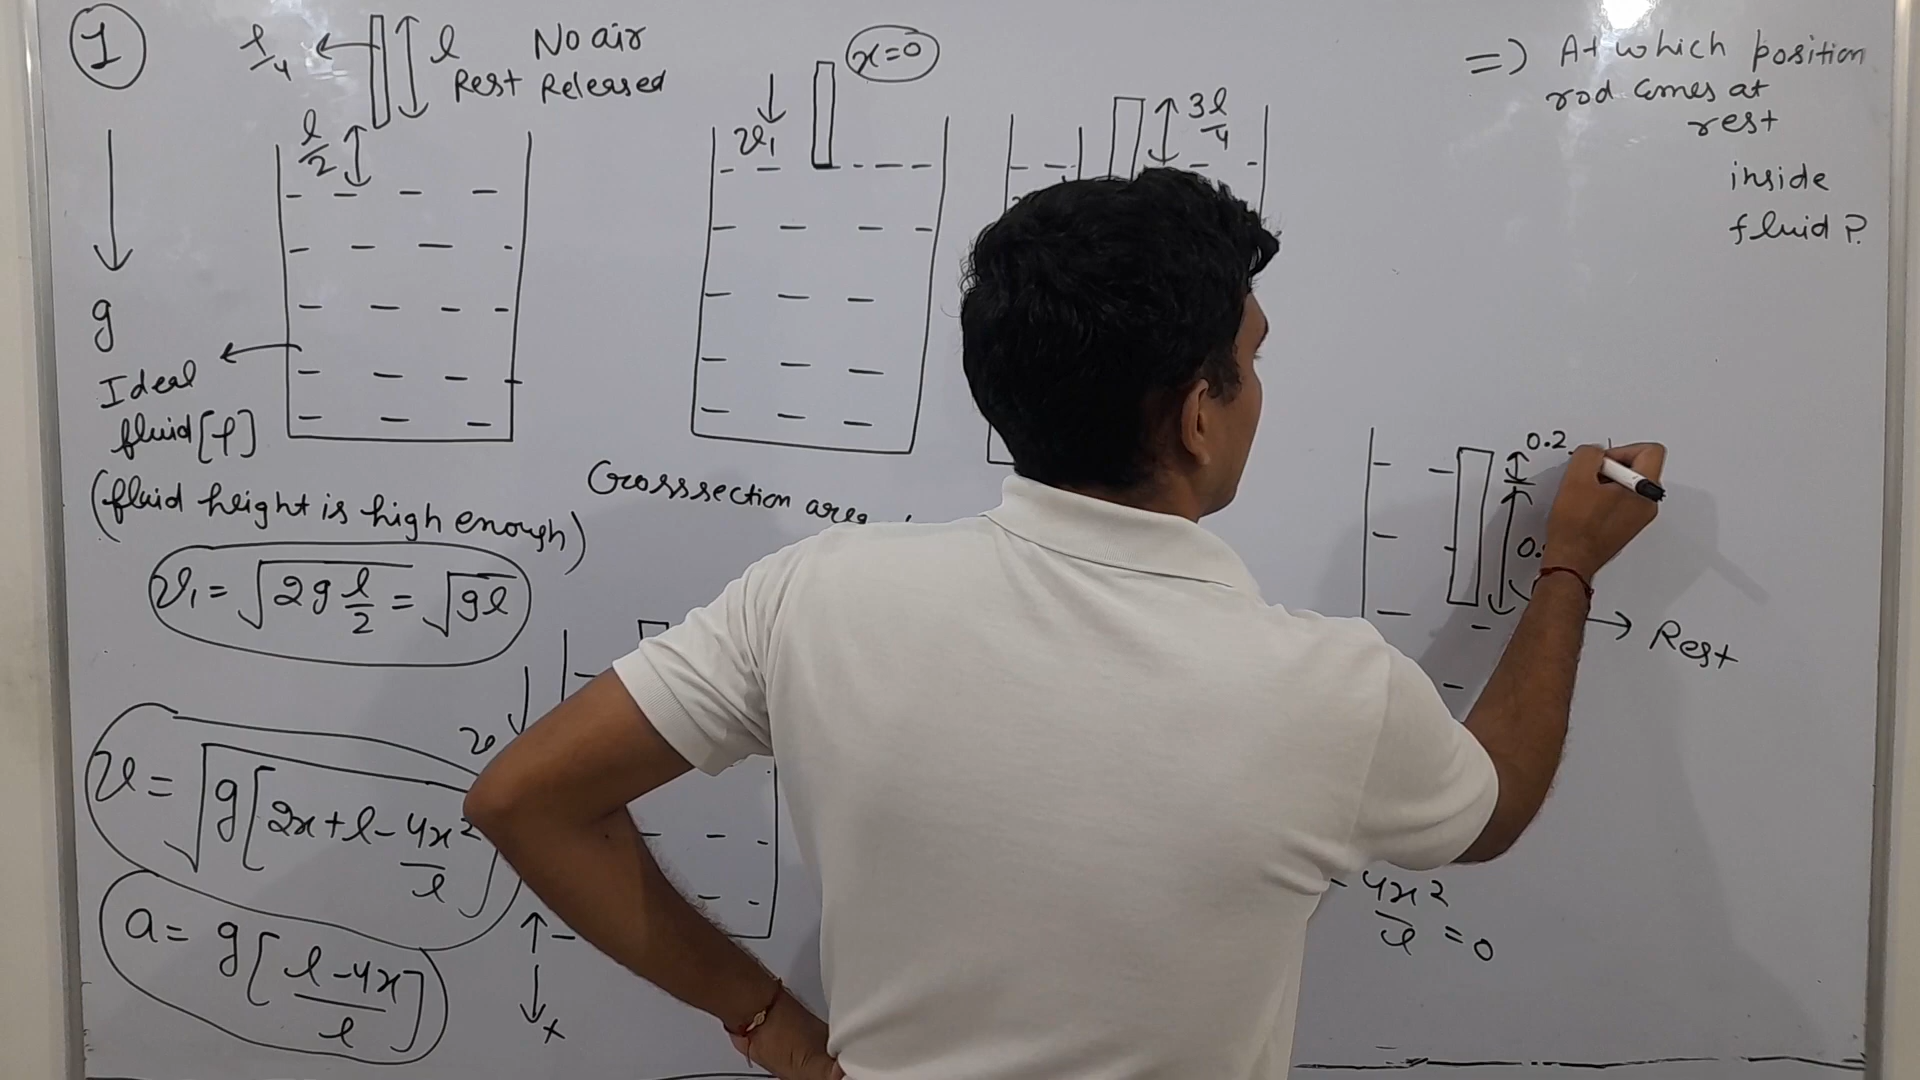 1
ρ/4
l
No air
Rest Released
l/2
g
Ideal
fluid [ρ]
(fluid height is high enough)
v₁ = √(2g l/2) = √(gl)
v = √(g[2x + l - 4x²/l])
a = g[(l - 4x)/l]
x=0
v₁
Crosssection area
v
x
3l/4
=) At which position
rod comes at
rest
inside
fluid ?
0.2
0.
Rest
- 4x²/l = 0